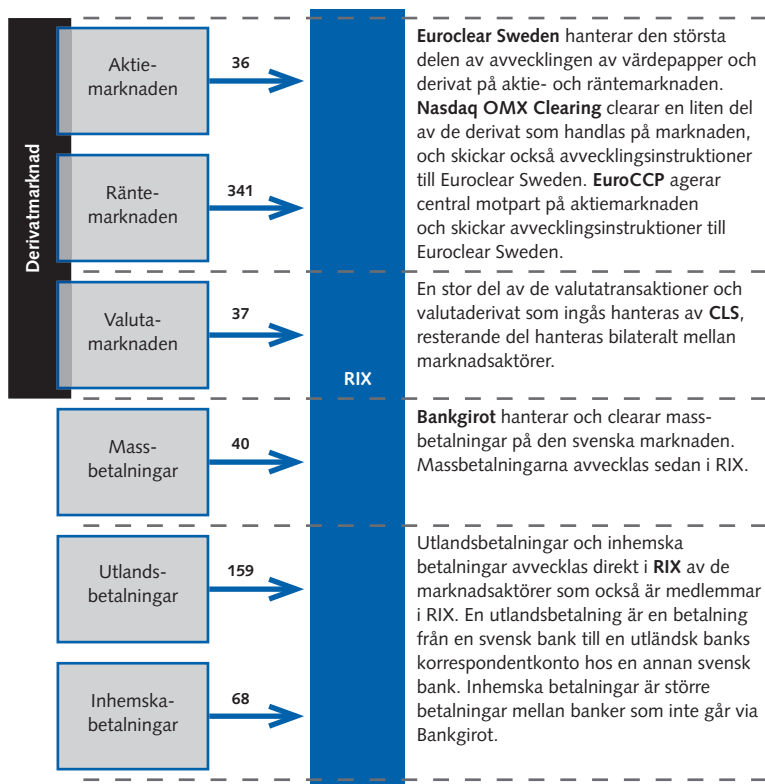 Derivatmarknad
Aktie-
marknaden
36
Ränte-
marknaden
341
Valuta-
marknaden
37
Mass-
betalningar
40
Utlands-
betalningar
159
Inhemska-
betalningar
68
RIX
Euroclear Sweden hanterar den största
delen av avvecklingen av värdepapper och
derivat på aktie- och räntemarknaden.
Nasdaq OMX Clearing clearar en liten del
av de derivat som handlas på marknaden,
och skickar också avvecklingsinstruktioner
till Euroclear Sweden. EuroCCP agerar
central motpart på aktiemarknaden
och skickar avvecklingsinstruktioner till
Euroclear Sweden.
En stor del av de valutatransaktioner och
valutaderivat som ingås hanteras av CLS,
resterande del hanteras bilateralt mellan
marknadsaktörer.
Bankgirot hanterar och clearar mass-
betalningar på den svenska marknaden.
Massbetalningarna avvecklas sedan i RIX.
Utlandsbetalningar och inhemska
betalningar avvecklas direkt i RIX av de
marknadsaktörer som också är medlemmar
i RIX. En utlandsbetalning är en betalning
från en svensk bank till en utländsk banks
korrespondentkonto hos en annan svensk
bank. Inhemska betalningar är större
betalningar mellan banker som inte går via
Bankgirot.